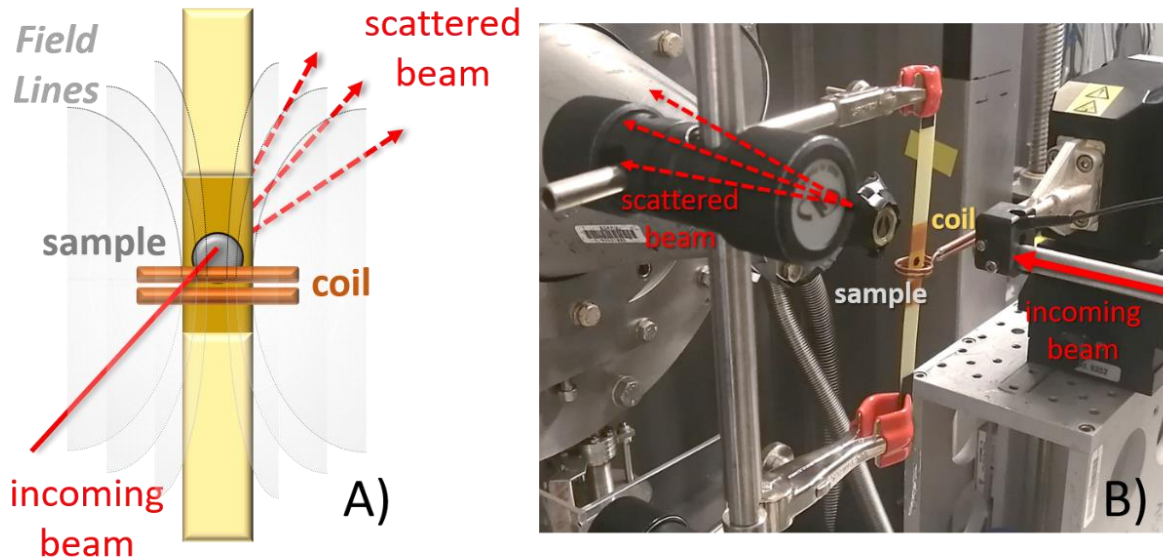 Field
Lines
scattered
beam
sample
coil
incoming
beam
A)
scattered
beam
coil
sample
incoming
beam
B)